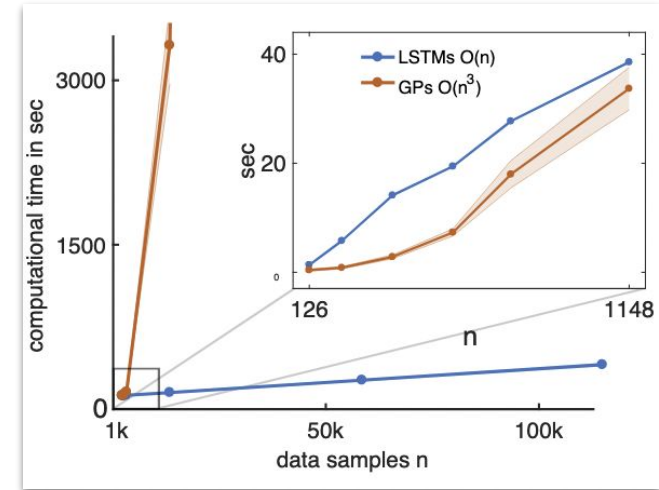 3000
1500
0
computational time in sec
1k
50k
100k
data samples n
40
20
0
sec
LSTMs O(n)
GPs O(n³)
126
1148
n